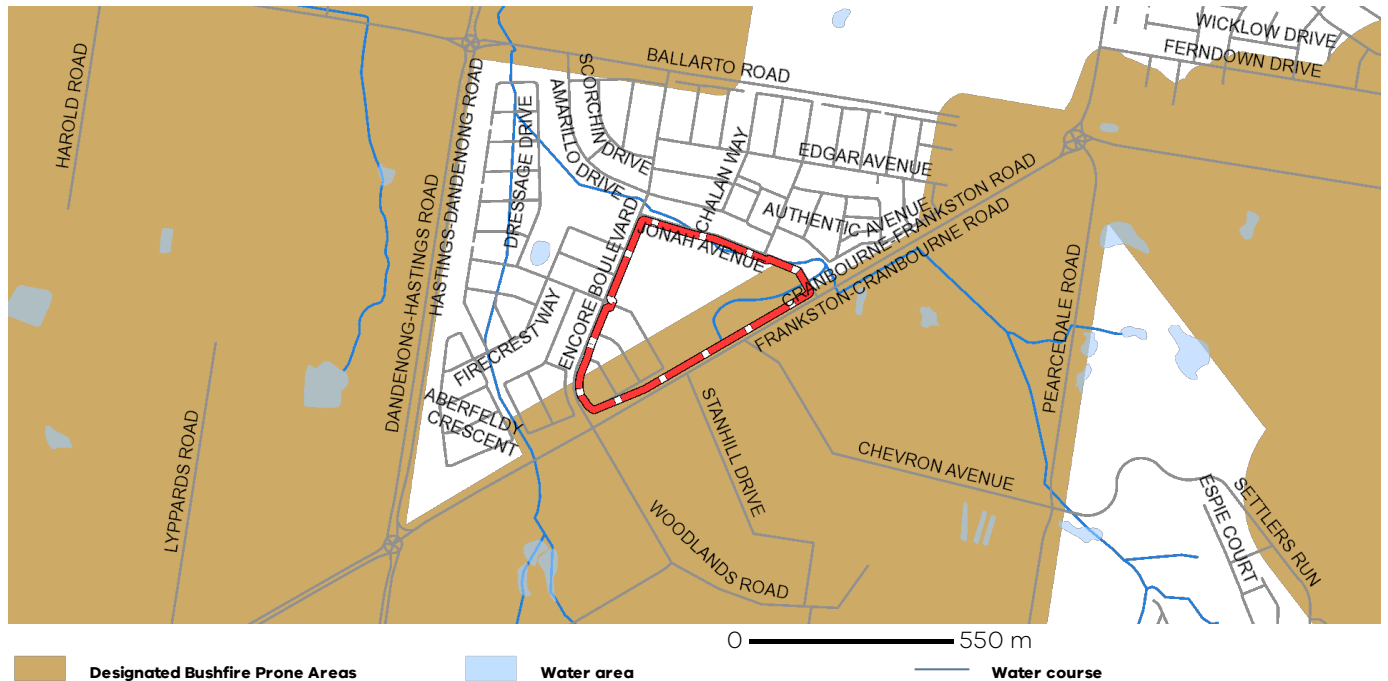 WICKLOW DRIVE
FERNDOWN DRIVE
BALLARTO ROAD
HAROLD ROAD
SCORCHIN DRIVE
AMARILLO DRIVE
DRESSAGE DRIVE
HASTINGS-DANDENONG ROAD
DANDENONG-HASTINGS ROAD
CHALAN WAY
EDGAR AVENUE
AUTHENTIC AVENUE
JONAH AVENUE
ENCORE BOULEVARD
CRANBOURNE-FRANKSTON ROAD
FRANKSTON-CRANBOURNE ROAD
PEARCEDALE ROAD
FIRECREST WAY
ABERFELDY
CRESCENT
LYPPARDS ROAD
STANHILL DRIVE
CHEVRON AVENUE
WOODLANDS ROAD
ESPIE COURT
SETTLERS RUN
0 550 m
Designated Bushfire Prone Areas
Water area
Water course